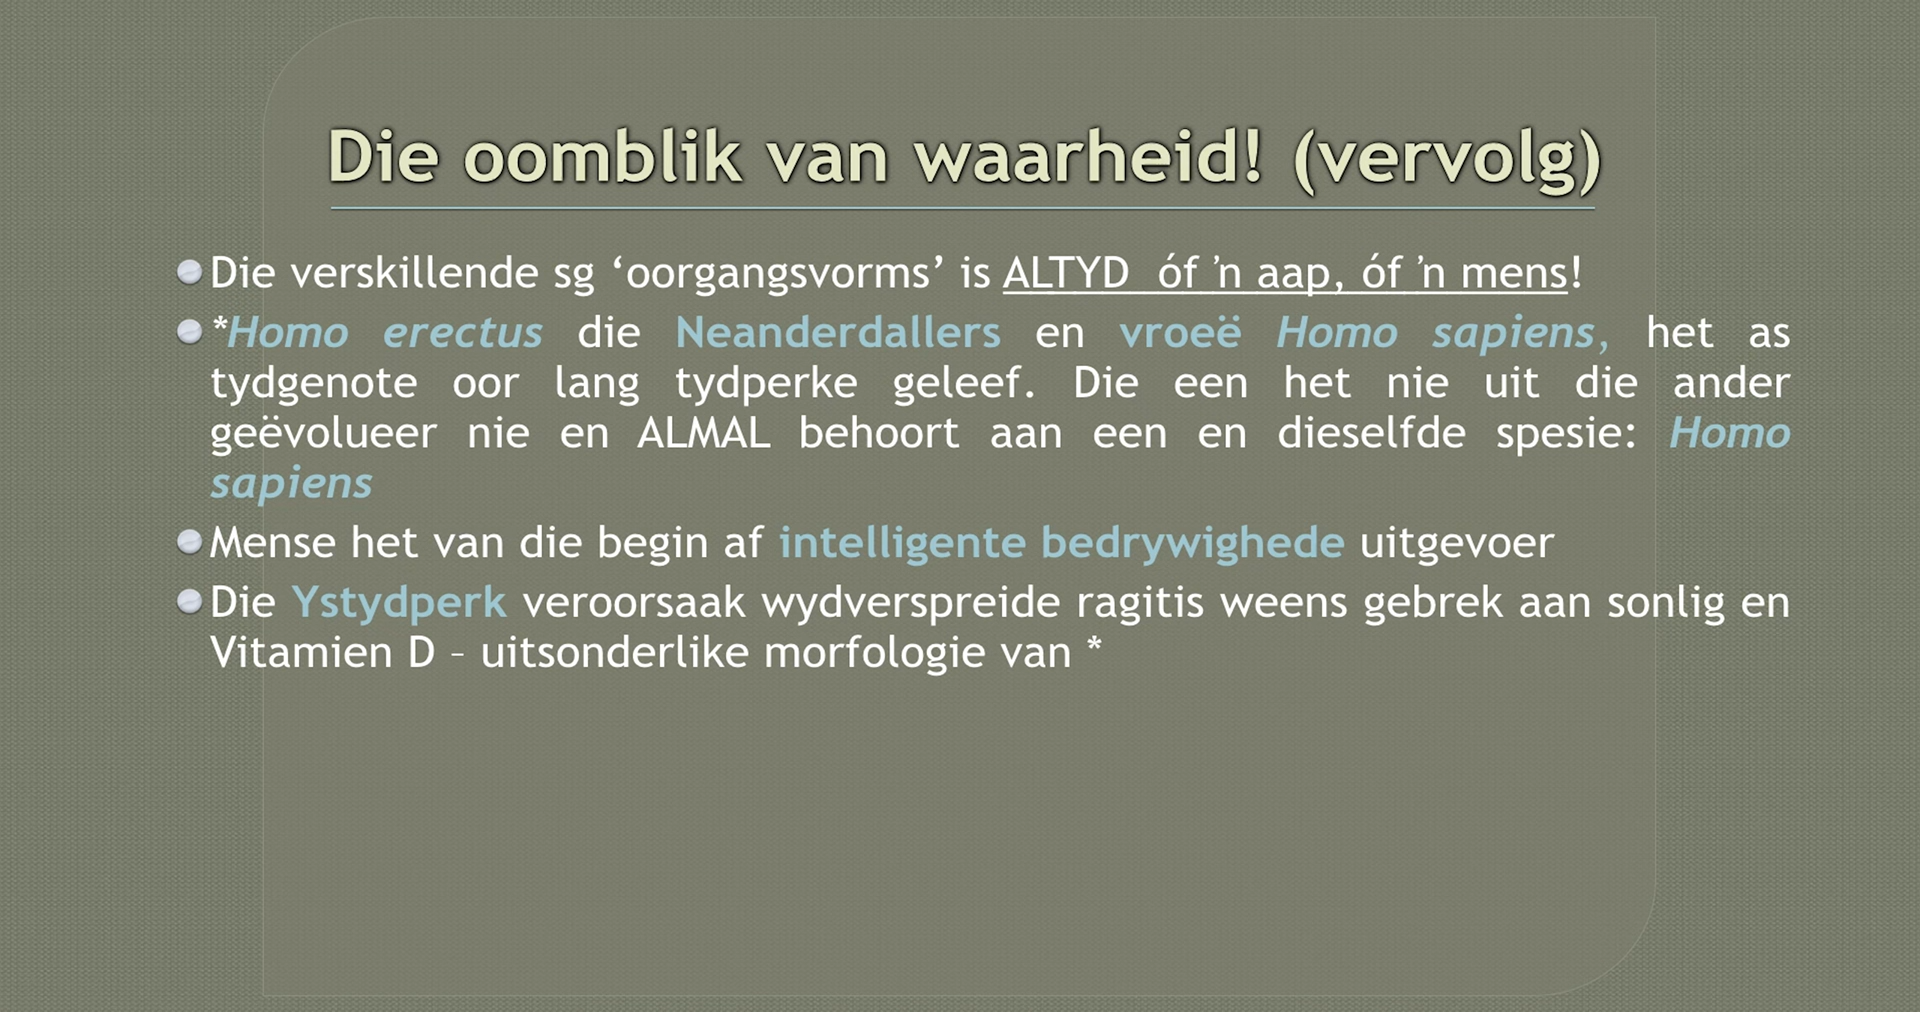 Die oomblik van waarheid! (vervolg)
Die verskillende sg ‘oorgangsvorms’ is ALTYD óf ŉ aap, óf ŉ mens!
*Homo erectus die Neanderdallers en vroeë Homo sapiens, het as
tydgenote oor lang tydperke geleef. Die een het nie uit die ander
geëvolueer nie en ALMAL behoort aan een en dieselfde spesie: Homo
sapiens
Mense het van die begin af intelligente bedrywighede uitgevoer
Die Ystydperk veroorsaak wydverspreide ragitis weens gebrek aan sonlig en
Vitamien D – uitsonderlike morfologie van *